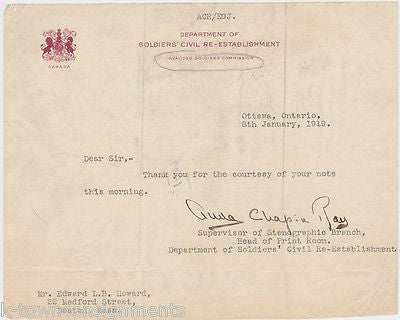 ACR/EGJ.
CANADA
DEPARTMENT OF
SOLDIERS' CIVIL RE-ESTABLISHMENT
INVALIDED SOLDIERS' COMMISSION
Ottawa, Ontario,
8th January, 1919.
Dear Sir,-
Thank you for the courtesy of your note
this morning.
Anna Chapin Ray
Supervisor of Stenographic Branch,
Head of Print Room.
Department of Soldiers' Civil Re-Establishment.
Mr. Edward L.B. Howard,
22 Medford Street,
k-townconsignments